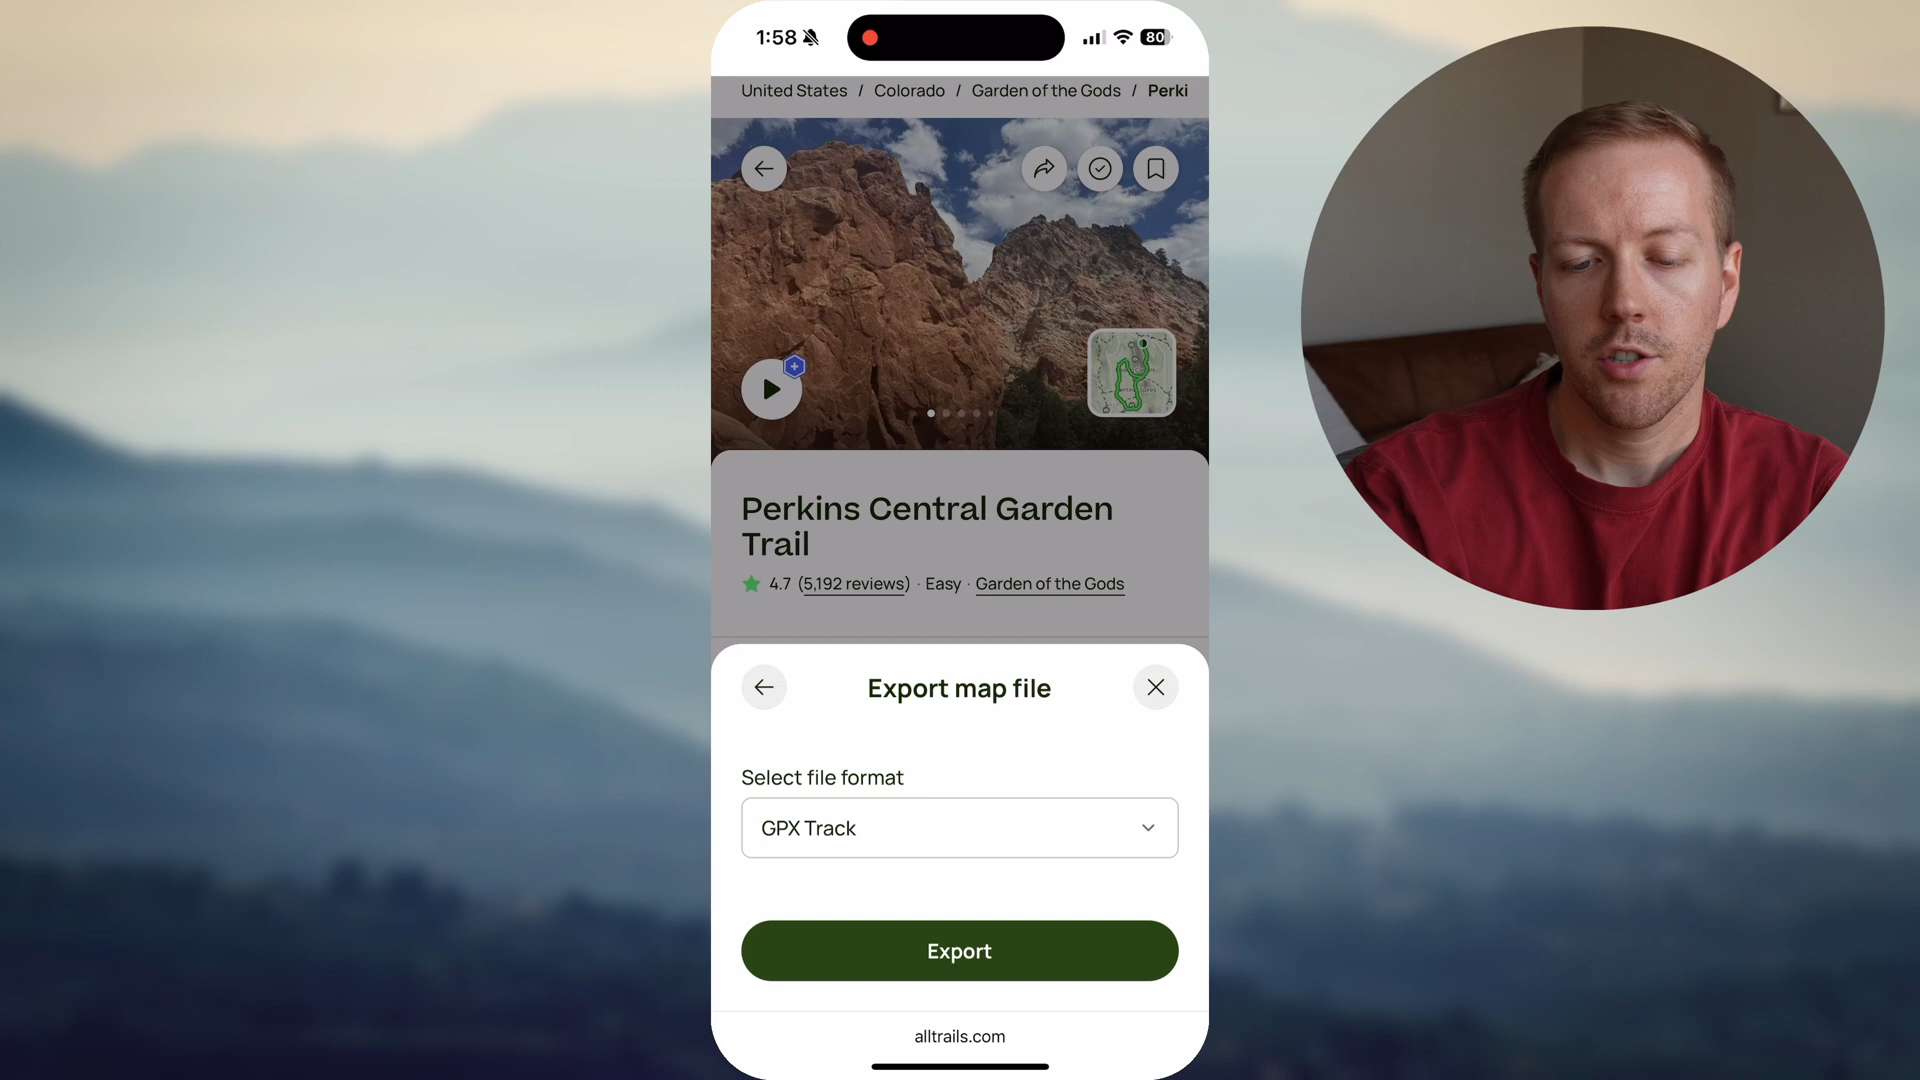 1:58
80
United States / Colorado / Garden of the Gods / Perki
Perkins Central Garden
Trail
4.7 (5,192 reviews) · Easy · Garden of the Gods
Export map file
Select file format
GPX Track
Export
alltrails.com